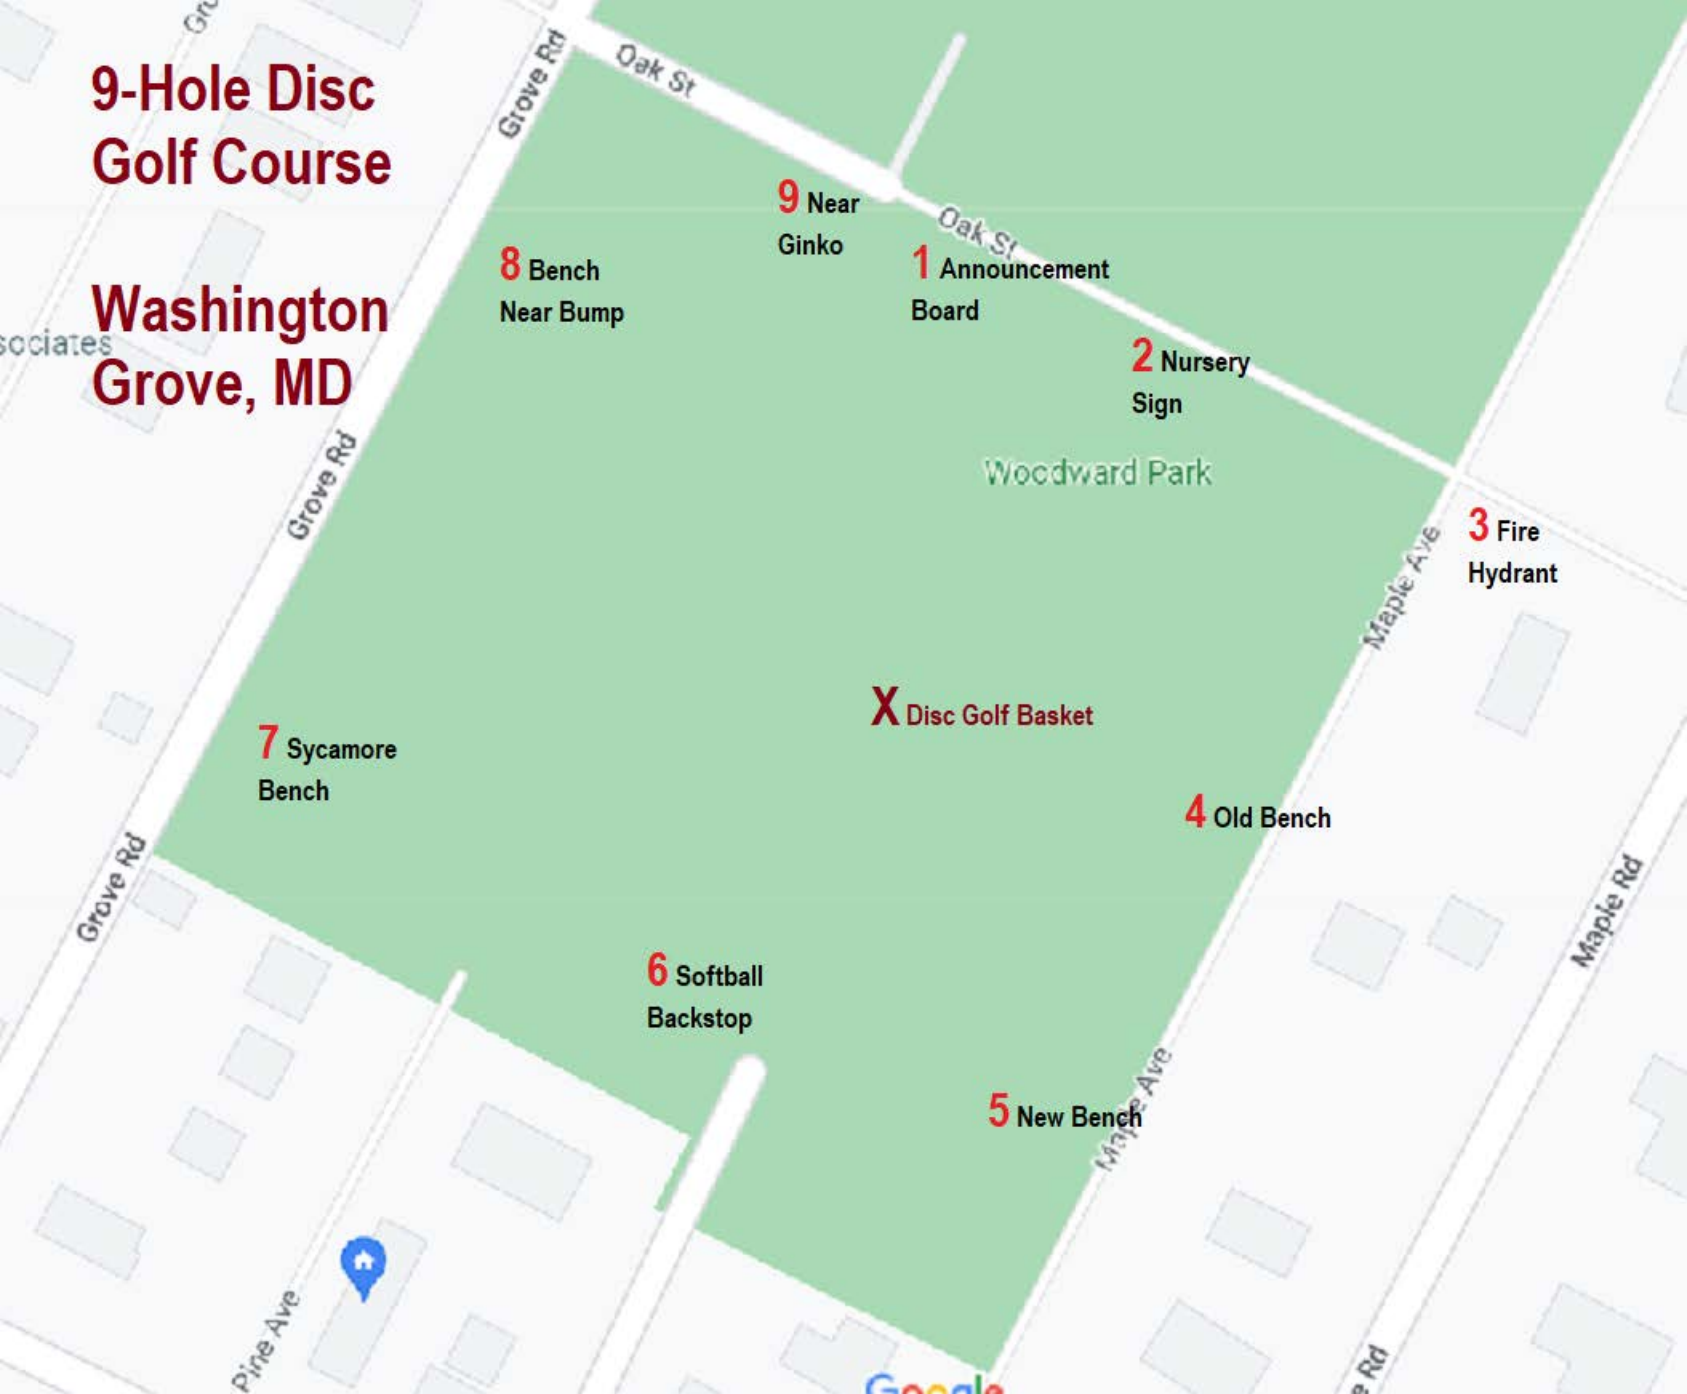 9-Hole Disc
Golf Course
Washington
Grove, MD
Gro
Grove Rd
Oak St
9 Near
Ginko
Oak St
1 Announcement
Board
8 Bench
Near Bump
sociates
2 Nursery
Sign
Grove Rd
Woodward Park
3 Fire
Hydrant
Maple Ave
X Disc Golf Basket
7 Sycamore
Bench
4 Old Bench
Grove Rd
Maple Rd
6 Softball
Backstop
5 New Bench
Maple Ave
Pine Ave
e Rd
Google